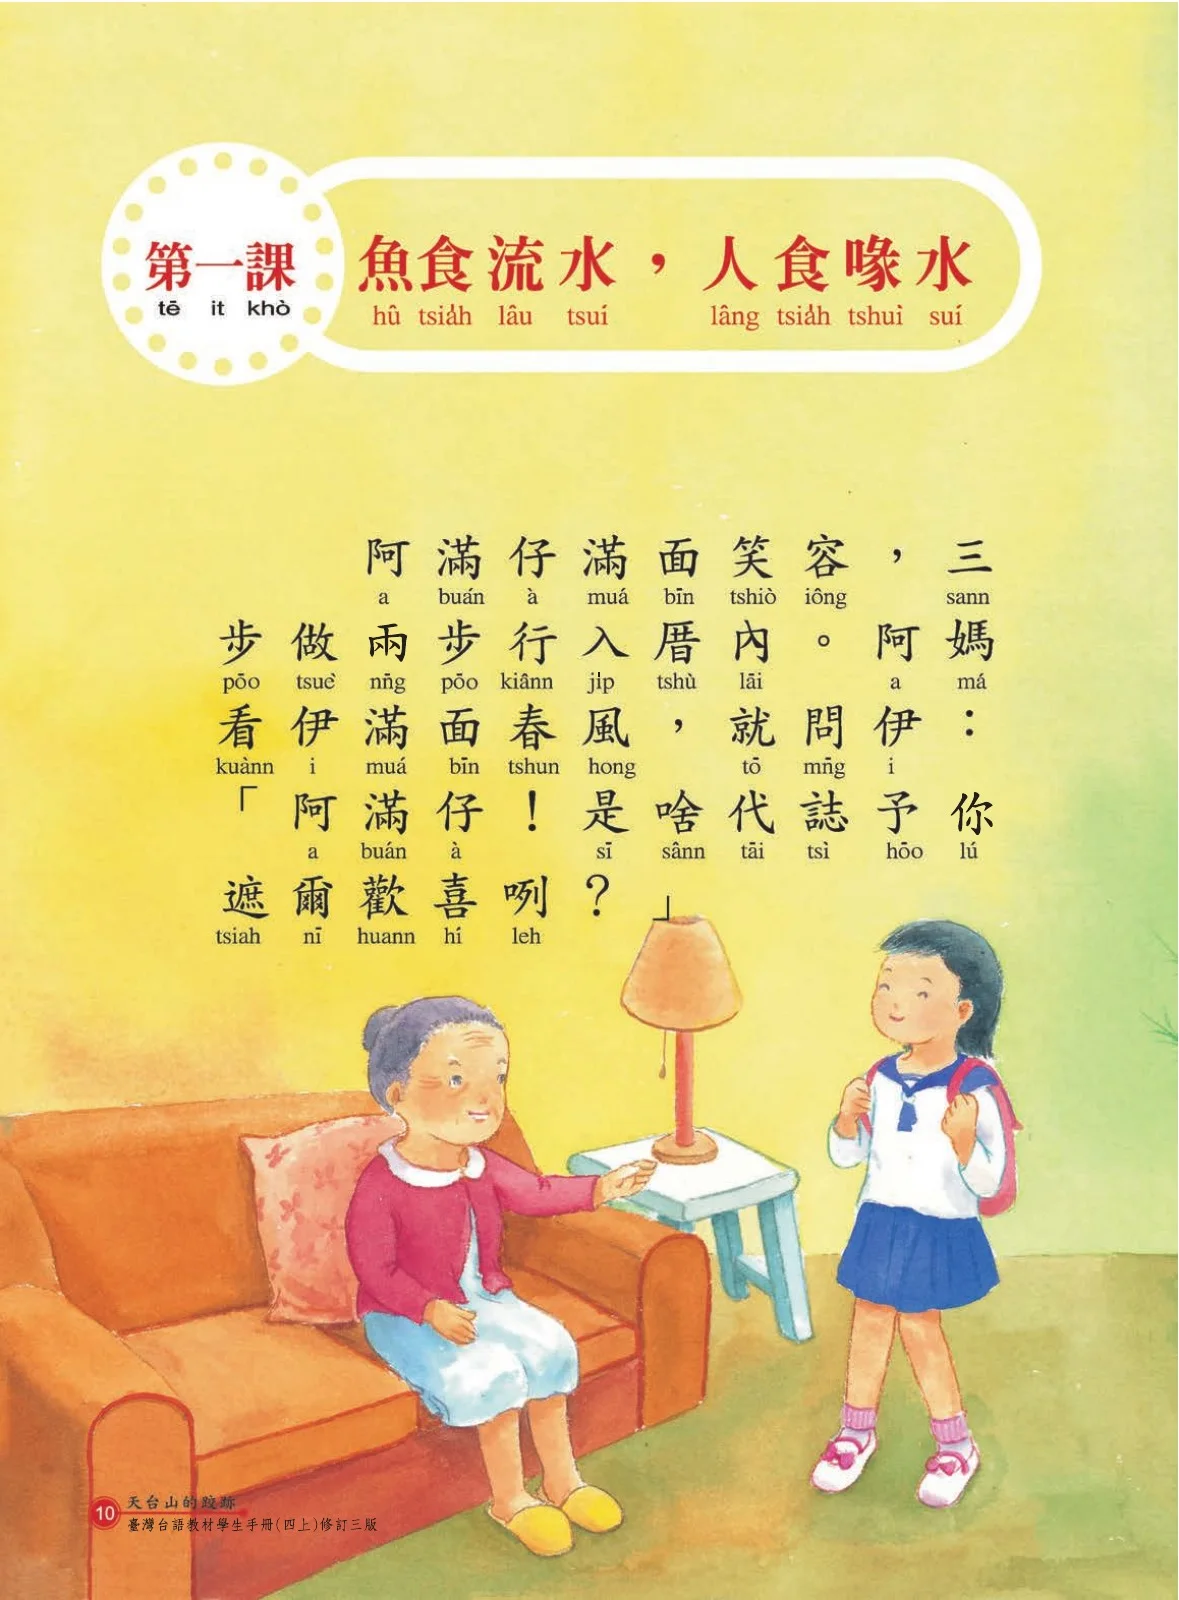 第一課
tē it khò
魚食流水，人食喙水
hû tsia̍h lâu tsuí lâng tsia̍h tshuì suí
阿滿仔滿面笑容，三
a buán à muá bīn tshiò iông sann
步做兩步行入厝內。阿媽
pōo tsuè nn̄g pōo kiânn ji̍p tshù lāi a má
看伊滿面春風，就問伊：
kuànn i muá bīn tshun hong tō mn̄g i
「阿滿仔！是啥代誌予你
a buán à sī sânn tāi tsì hōo lú
遮爾歡喜咧？」
tsiah nī huann hí leh
10
天台山的跤跡
臺灣台語教材學生手冊(四上)修訂三版